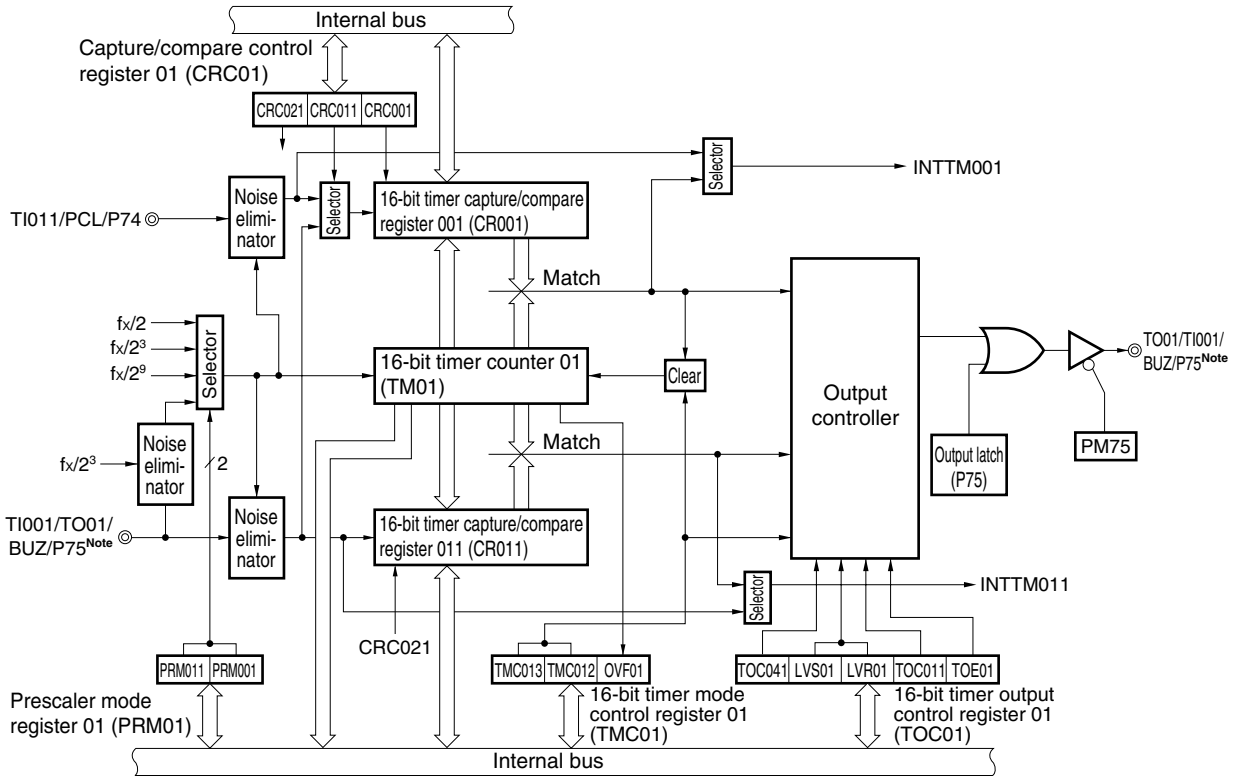 Internal bus
Capture/compare control
register 01 (CRC01)
CRC021 CRC011 CRC001
INTTM001
Selector
TI011/PCL/P74
Noise
elimi-
nator
Selector
16-bit timer capture/compare
register 001 (CR001)
Match
fx/2
fx/2³
fx/2⁹
Selector
16-bit timer counter 01
(TM01)
Clear
Output
controller
TO01/TI001/
BUZ/P75Note
Output latch
(P75)
PM75
Match
fx/2³
Noise
elimi-
nator
2
TI001/TO01/
BUZ/P75Note
Noise
elimi-
nator
16-bit timer capture/compare
register 011 (CR011)
Selector
INTTM011
CRC021
PRM011 PRM001
TMC013 TMC012 OVF01
TOC041 LVS01 LVR01 TOC011 TOE01
Prescaler mode
register 01 (PRM01)
16-bit timer mode
control register 01
(TMC01)
16-bit timer output
control register 01
(TOC01)
Internal bus